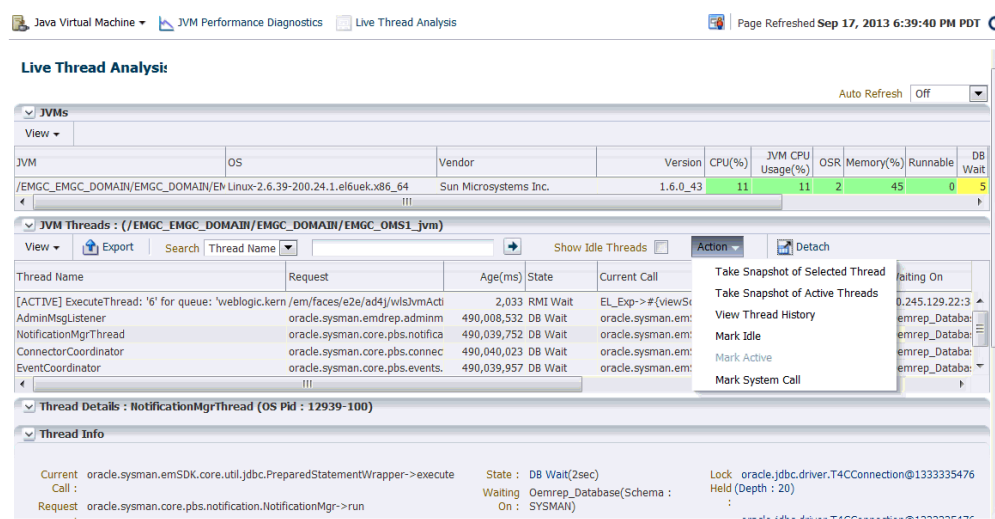 Java Virtual Machine JVM Performance Diagnostics Live Thread Analysis Page Refreshed Sep 17, 2013 6:39:40 PM PDT
Live Thread Analysis
Auto Refresh Off
JVMs
View
JVM OS Vendor Version CPU(%) JVM CPU Usage(%) OSR Memory(%) Runnable DB Wait
/EMGC_EMGC_DOMAIN/EMGC_DOMAIN/EM Linux-2.6.39-200.24.1.el6uek.x86_64 Sun Microsystems Inc. 1.6.0_43 11 11 2 45 0 5
JVM Threads : (/EMGC_EMGC_DOMAIN/EMGC_DOMAIN/EMGC_OMS1_jvm)
View Export Search Thread Name Show Idle Threads Action Detach
Thread Name Request Age(ms) State Current Call Waiting On
[ACTIVE] ExecuteThread: '6' for queue: 'weblogic.kern /em/faces/e2e/ad4j/wlsJvmActi 2,033 RMI Wait EL_Exp->#{viewSc 0.245.129.22:3
AdminMsgListener oracle.sysman.emdrep.adminm 490,008,532 DB Wait oracle.sysman.em emrep_Databa
NotificationMgrThread oracle.sysman.core.pbs.notifica 490,039,752 DB Wait oracle.sysman.em emrep_Databa
ConnectorCoordinator oracle.sysman.core.pbs.connec 490,040,023 DB Wait oracle.sysman.em emrep_Databa
EventCoordinator oracle.sysman.core.pbs.events. 490,039,957 DB Wait oracle.sysman.em emrep_Databa
Take Snapshot of Selected Thread
Take Snapshot of Active Threads
View Thread History
Mark Idle
Mark Active
Mark System Call
Thread Details : NotificationMgrThread (OS Pid : 12939-100)
Thread Info
Current Call : oracle.sysman.emSDK.core.util.jdbc.PreparedStatementWrapper->execute State : DB Wait(2sec) Lock Held : oracle.jdbc.driver.T4CConnection@1333335476 (Depth : 20)
Request oracle.sysman.core.pbs.notification.NotificationMgr->run Waiting On : Oemrep_Database(Schema : SYSMAN)